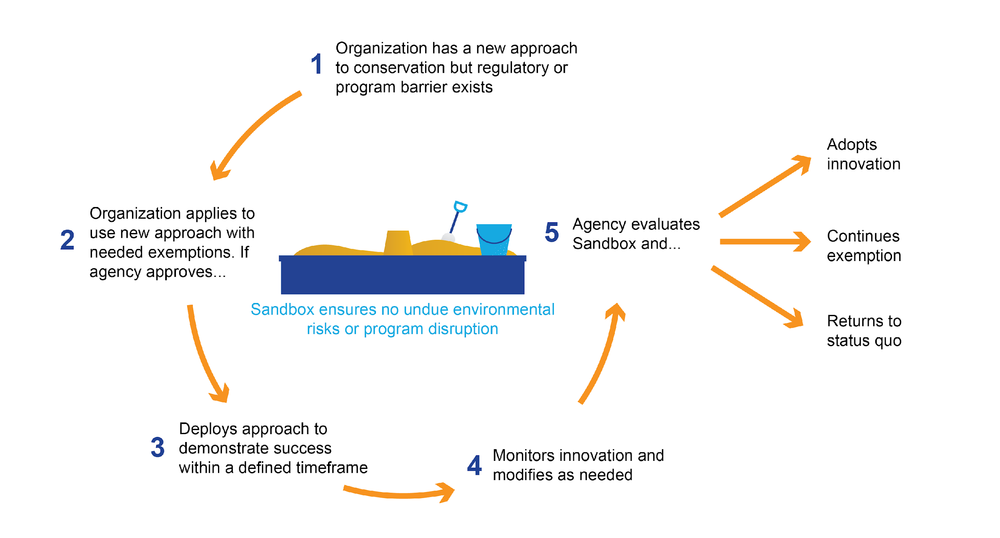 1
Organization has a new approach
to conservation but regulatory or
program barrier exists
2
Organization applies to
use new approach with
needed exemptions. If
agency approves...
3
Deploys approach to
demonstrate success
within a defined timeframe
4
Monitors innovation and
modifies as needed
5
Agency evaluates
Sandbox and...
Adopts
innovation
Continues
exemption
Returns to
status quo
Sandbox ensures no undue environmental
risks or program disruption